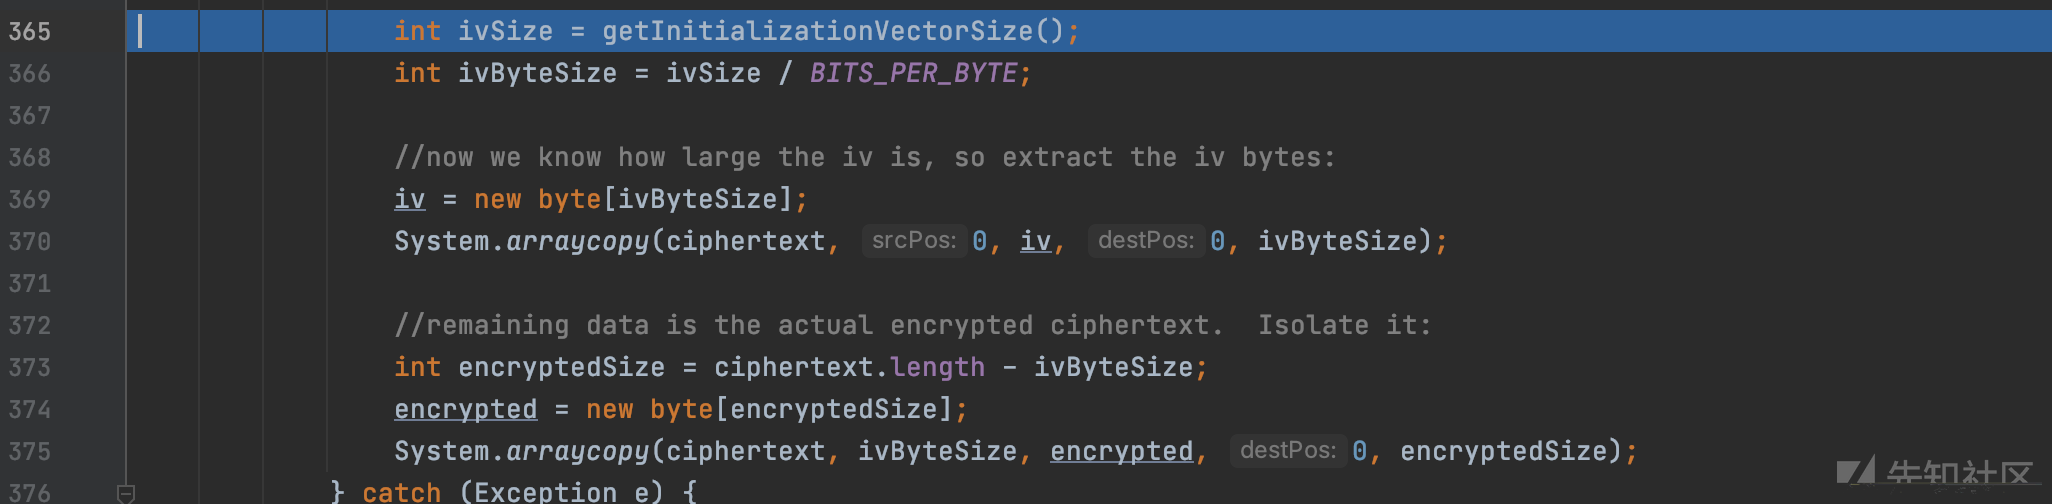 365 int ivSize = getInitializationVectorSize();
366 int ivByteSize = ivSize / BITS_PER_BYTE;
367
368 //now we know how large the iv is, so extract the iv bytes:
369 iv = new byte[ivByteSize];
370 System.arraycopy(ciphertext, srcPos: 0, iv, destPos: 0, ivByteSize);
371
372 //remaining data is the actual encrypted ciphertext.  Isolate it:
373 int encryptedSize = ciphertext.length - ivByteSize;
374 encrypted = new byte[encryptedSize];
375 System.arraycopy(ciphertext, ivByteSize, encrypted, destPos: 0, encryptedSize);
376 } catch (Exception e) {
先知社区